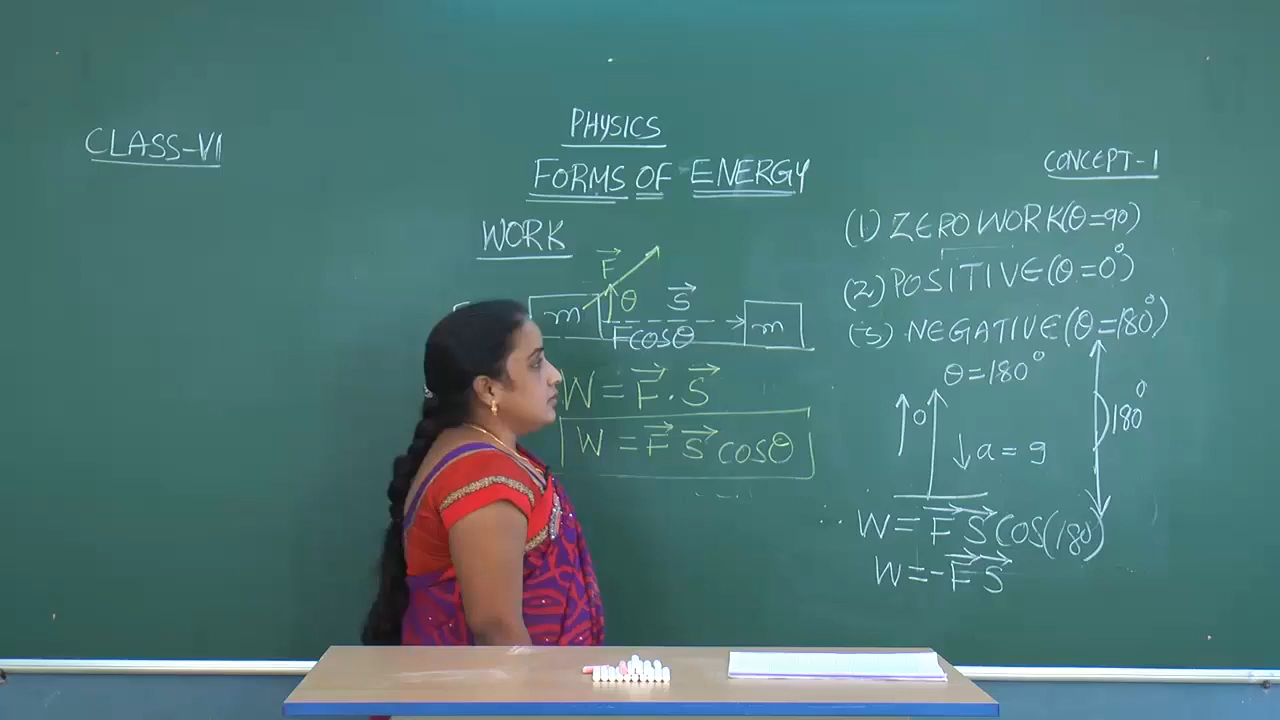 CLASS-VI
PHYSICS
FORMS OF ENERGY
CONCEPT-1
WORK
F⃗
θ
S⃗
m
m
FCOSθ
W = F⃗ . S⃗
W = F⃗ S⃗ COSθ
(1) ZERO WORK(θ=90)
(2) POSITIVE(θ=0°)
(3) NEGATIVE(θ=180°)
θ=180°
180°
↓a = g
∴ W = F⃗ S⃗ COS(180)
W = -F⃗ S⃗